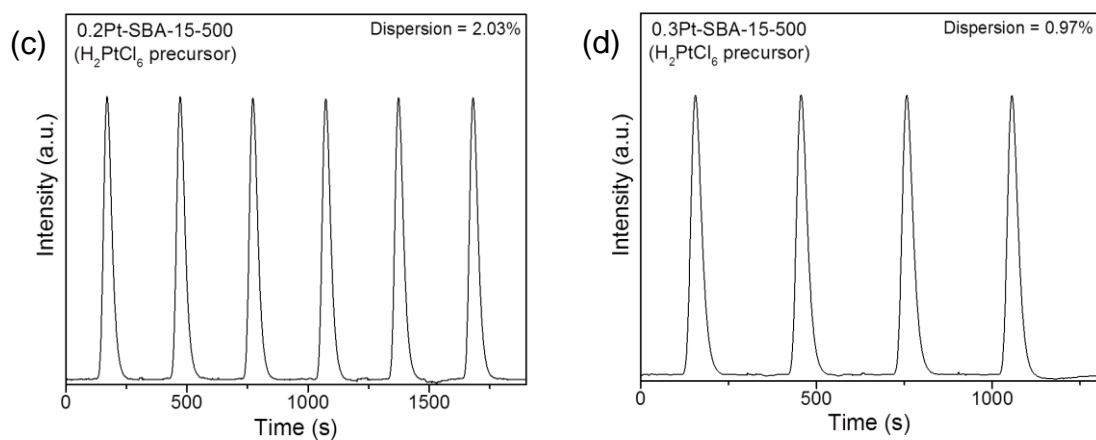 (c)
0.2Pt-SBA-15-500
(H₂PtCl₆ precursor)
Dispersion = 2.03%
Intensity (a.u.)
0 500 1000 1500
Time (s)
(d)
0.3Pt-SBA-15-500
(H₂PtCl₆ precursor)
Dispersion = 0.97%
Intensity (a.u.)
0 500 1000
Time (s)